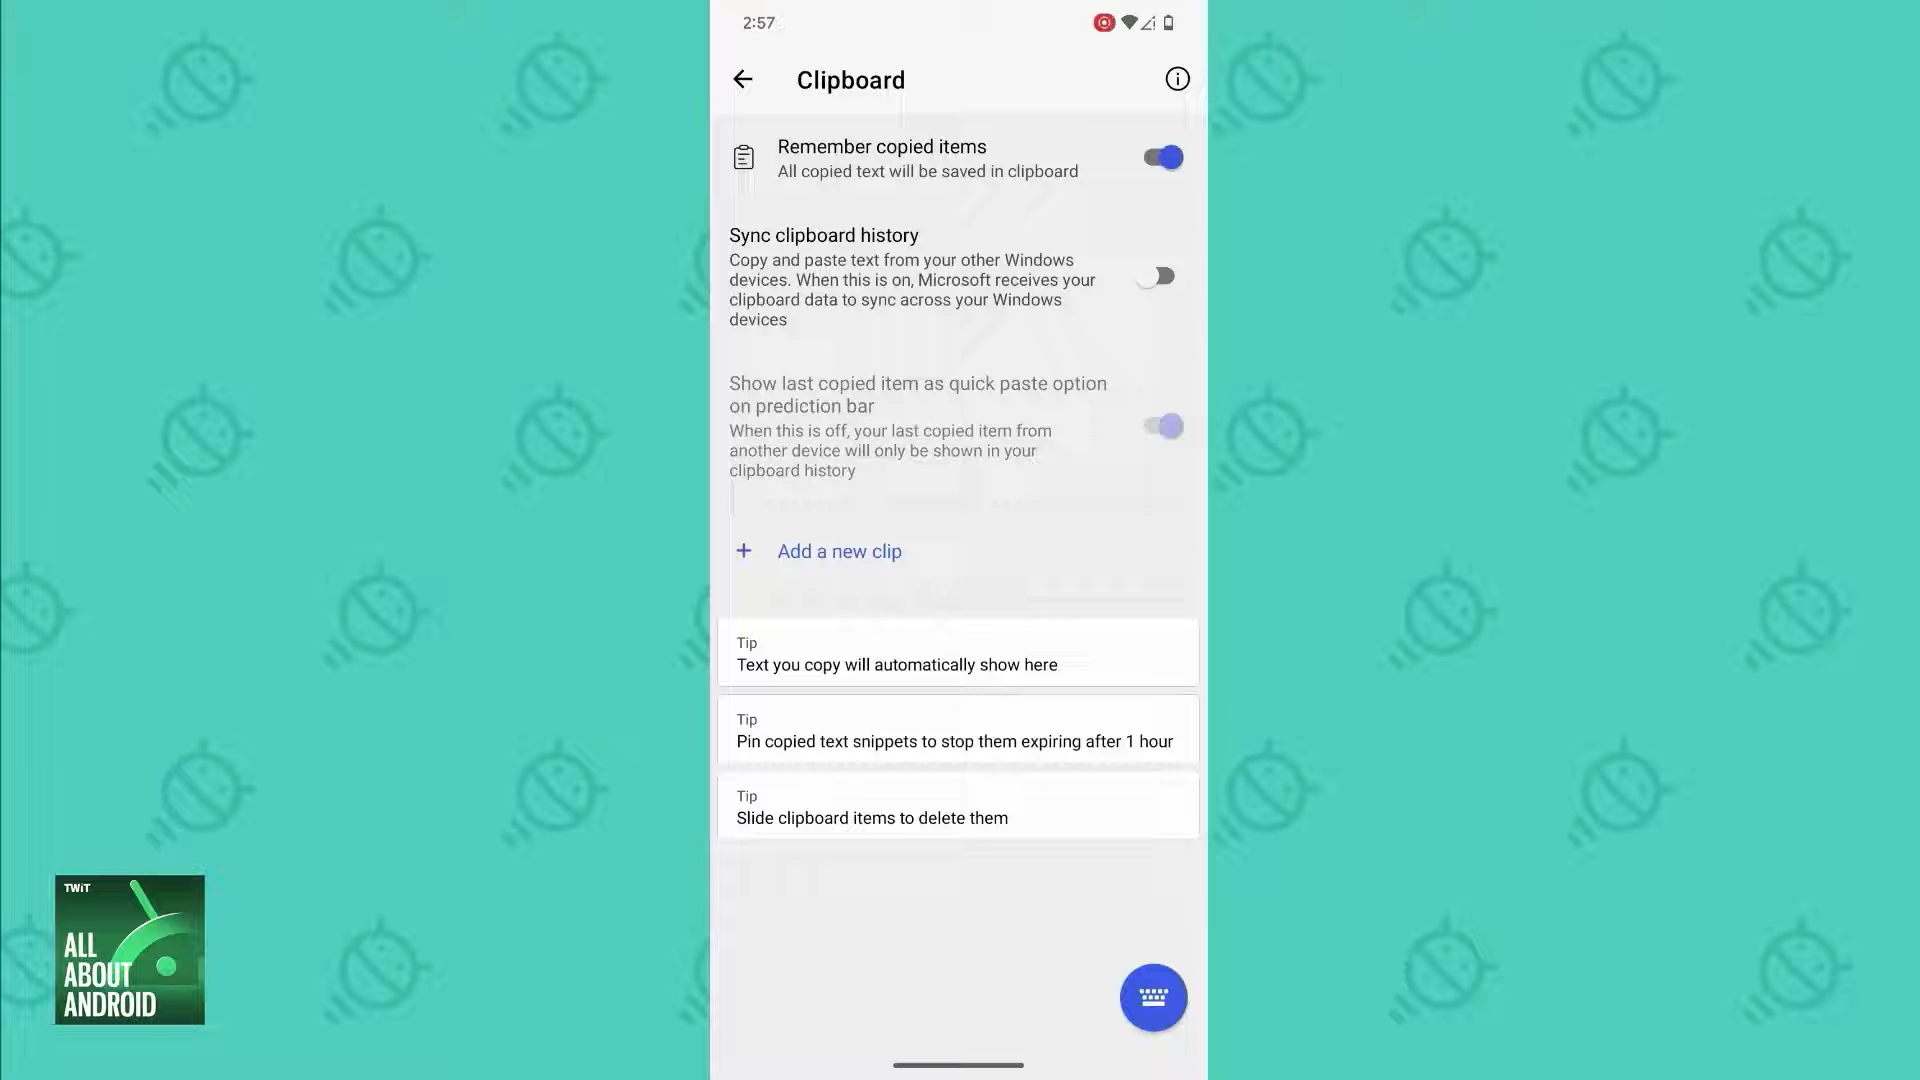 2:57
Clipboard
Remember copied items
All copied text will be saved in clipboard
Sync clipboard history
Copy and paste text from your other Windows
devices. When this is on, Microsoft receives your
clipboard data to sync across your Windows
devices
Show last copied item as quick paste option
on prediction bar
When this is off, your last copied item from
another device will only be shown in your
clipboard history
+ Add a new clip
Tip
Text you copy will automatically show here
Tip
Pin copied text snippets to stop them expiring after 1 hour
Tip
Slide clipboard items to delete them
TWiT
ALL
ABOUT
ANDROID